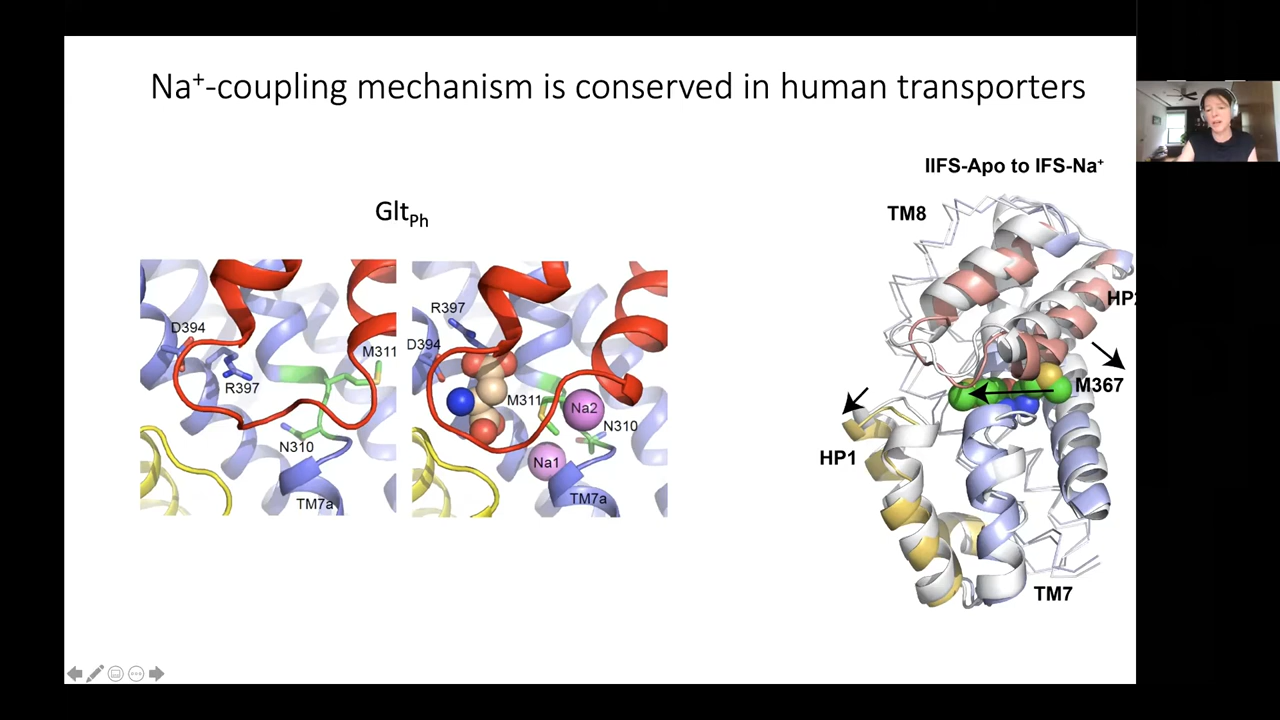 Na⁺-coupling mechanism is conserved in human transporters
GltPh
D394
R397
M311
N310
TM7a
R397
D394
M311
Na2
N310
Na1
TM7a
IIFS-Apo to IFS-Na⁺
TM8
HP2
M367
HP1
TM7